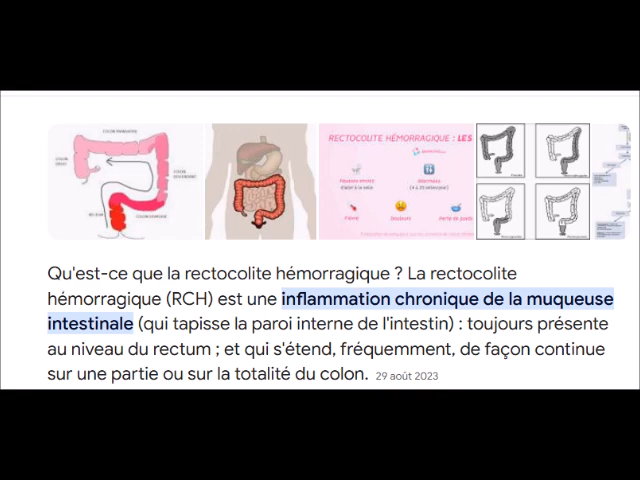 RECTOCOLITE HÉMORRAGIQUE : LES
Qu'est-ce que la rectocolite hémorragique ? La rectocolite
hémorragique (RCH) est une inflammation chronique de la muqueuse
intestinale (qui tapisse la paroi interne de l'intestin) : toujours présente
au niveau du rectum ; et qui s'étend, fréquemment, de façon continue
sur une partie ou sur la totalité du colon. 29 août 2023